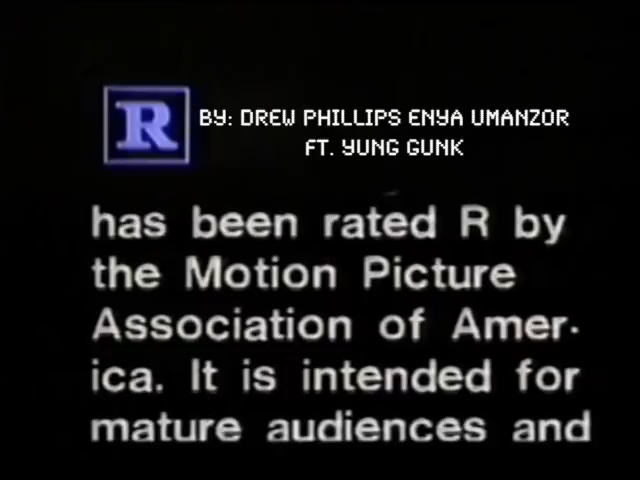 R
BY: DREW PHILLIPS ENYA UMANZOR
FT. YUNG GUNK
has been rated R by
the Motion Picture
Association of Amer-
ica. It is intended for
mature audiences and